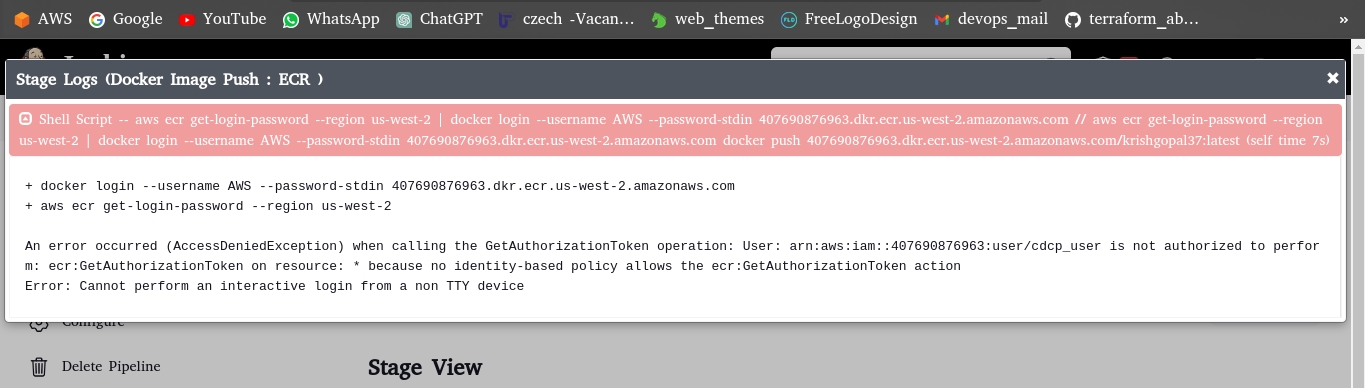 AWS Google YouTube WhatsApp ChatGPT czech -Vacan... web_themes FreeLogoDesign devops_mail terraform_ab... »
Stage Logs (Docker Image Push : ECR )
Shell Script -- aws ecr get-login-password --region us-west-2 | docker login --username AWS --password-stdin 407690876963.dkr.ecr.us-west-2.amazonaws.com // aws ecr get-login-password --region
us-west-2 | docker login --username AWS --password-stdin 407690876963.dkr.ecr.us-west-2.amazonaws.com docker push 407690876963.dkr.ecr.us-west-2.amazonaws.com/krishgopal37:latest (self time 7s)
+ docker login --username AWS --password-stdin 407690876963.dkr.ecr.us-west-2.amazonaws.com
+ aws ecr get-login-password --region us-west-2
An error occurred (AccessDeniedException) when calling the GetAuthorizationToken operation: User: arn:aws:iam::407690876963:user/cdcp_user is not authorized to perfor
m: ecr:GetAuthorizationToken on resource: * because no identity-based policy allows the ecr:GetAuthorizationToken action
Error: Cannot perform an interactive login from a non TTY device
Configure
Delete Pipeline
Stage View